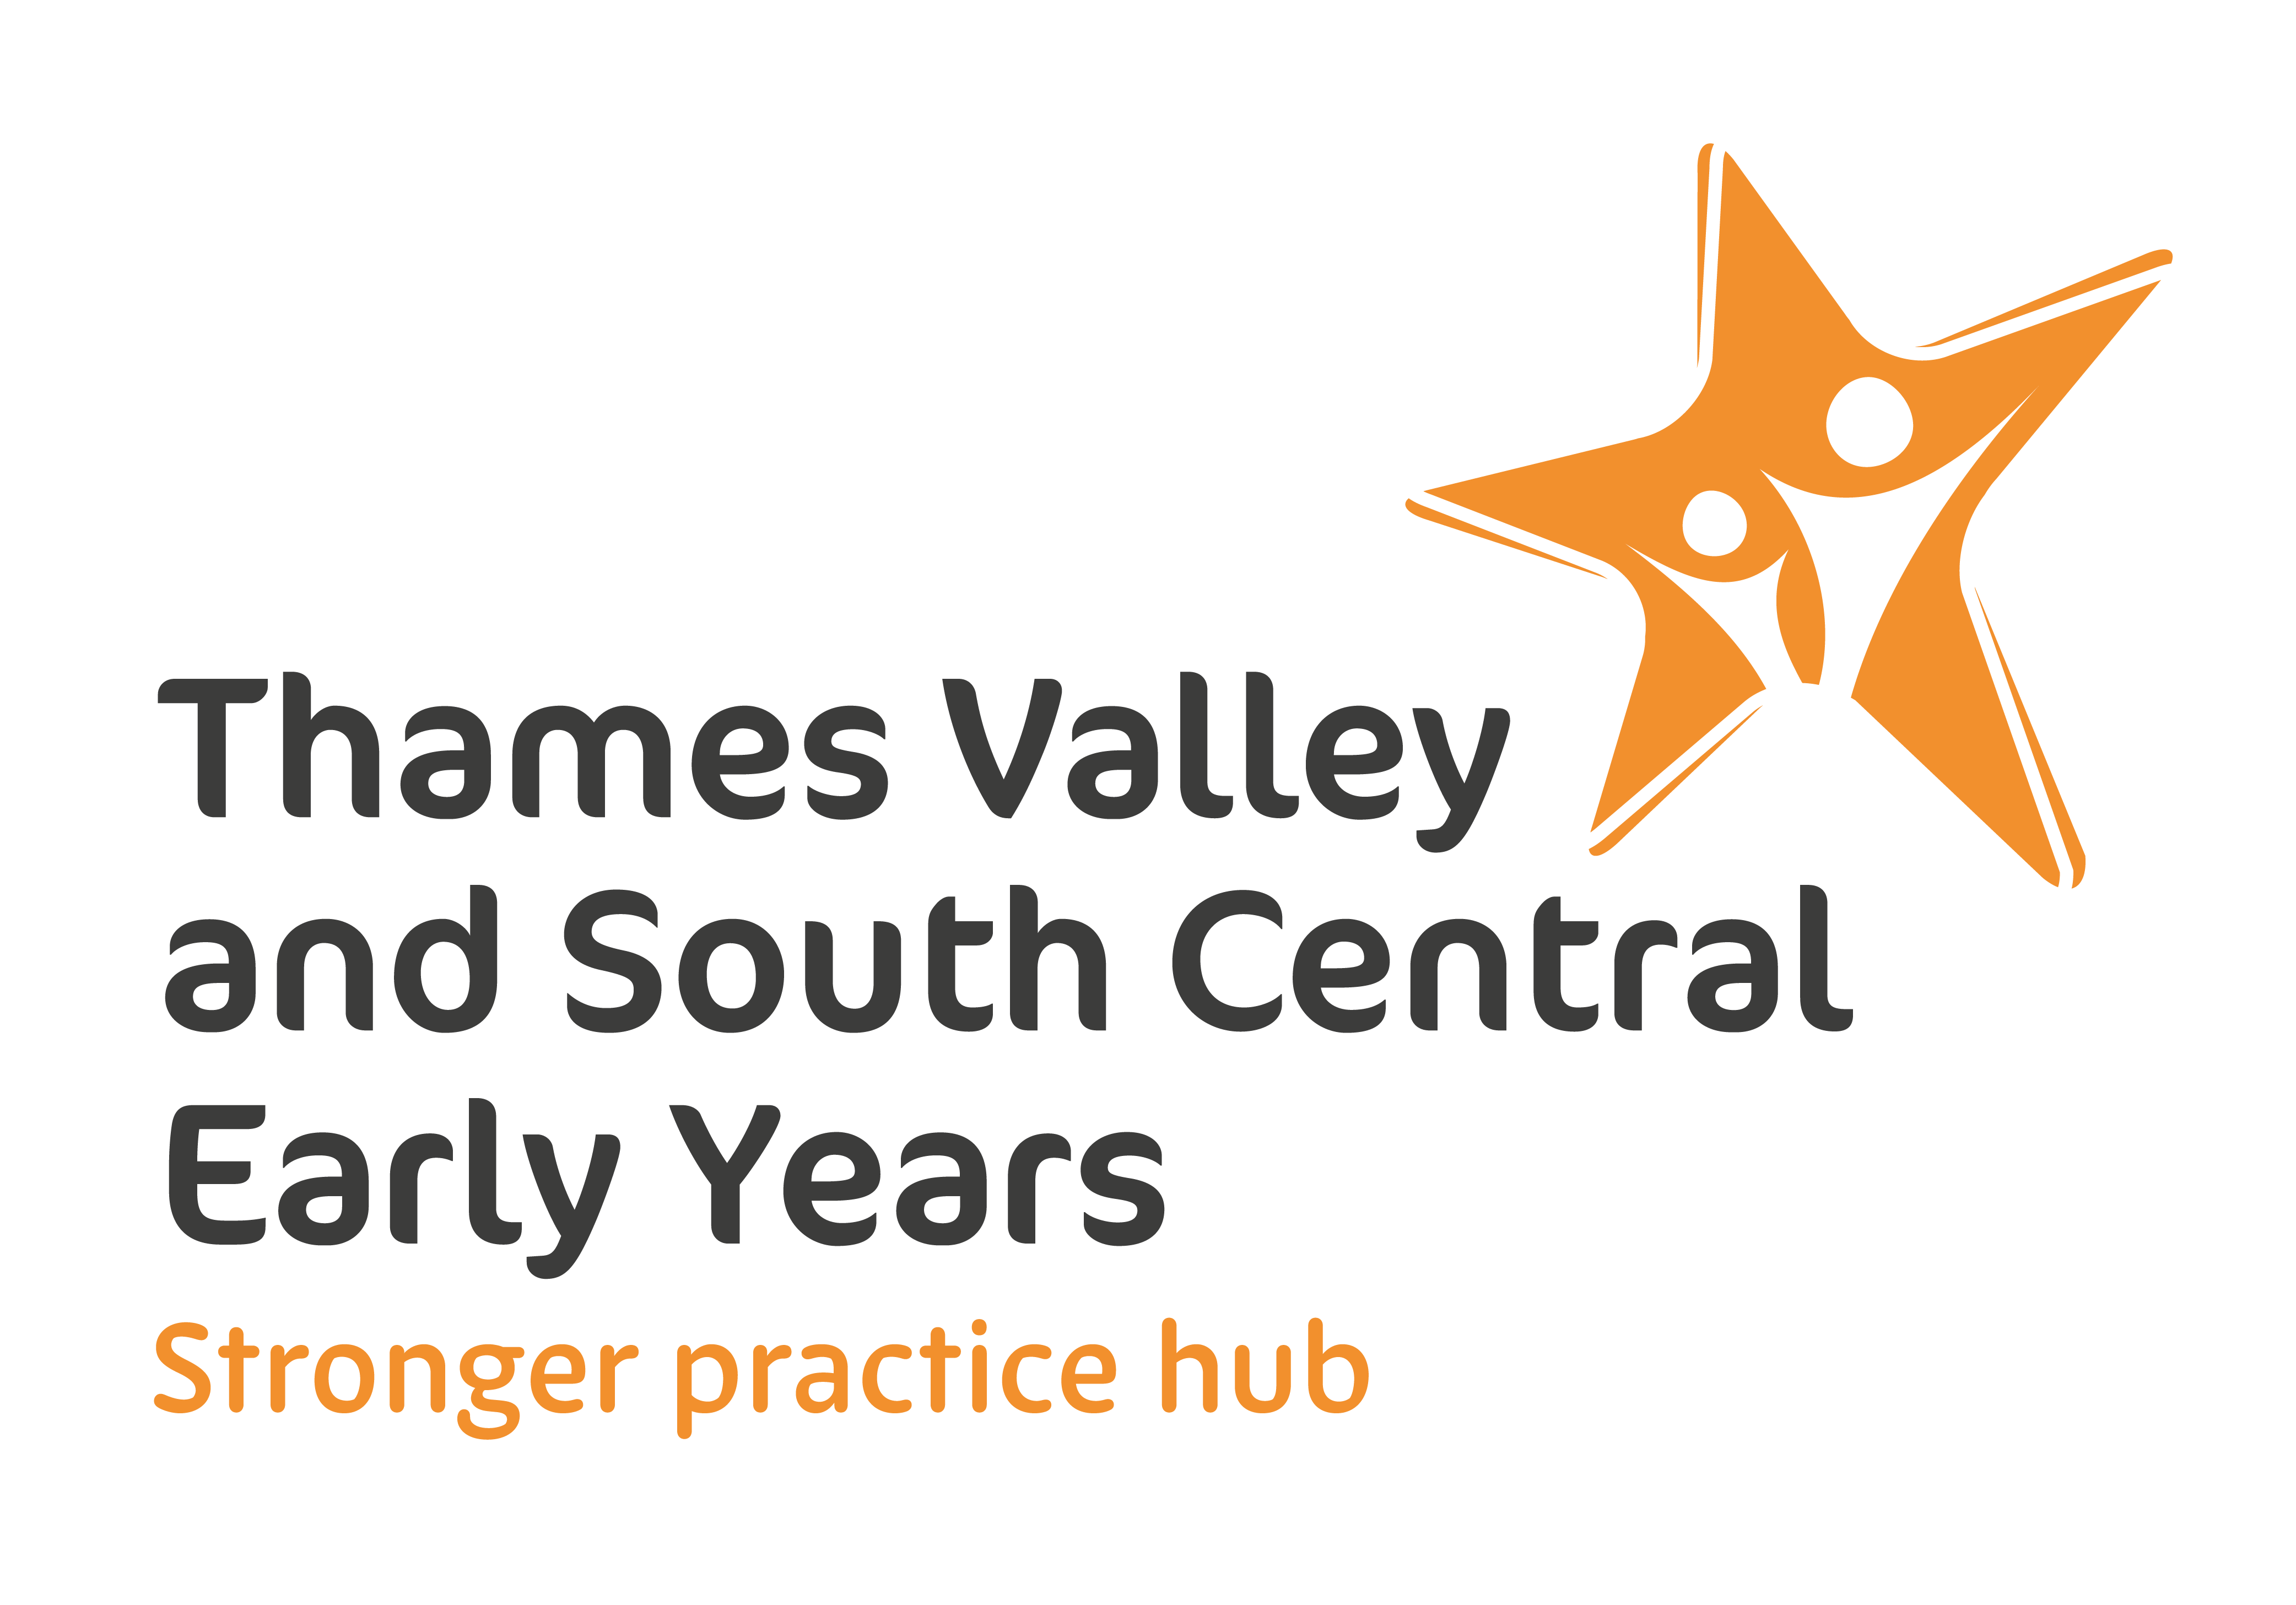 Thames Valley
and South Central
Early Years
Stronger practice hub